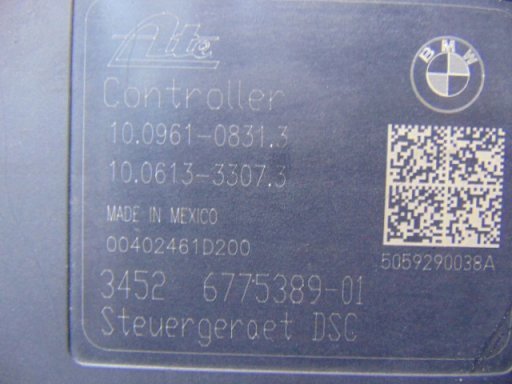 Ate
BMW
Controller
10.0961-0831.3
10.0613-3307.3
MADE IN MEXICO
00402461D200
5059290038A
3452 6775389-01
Steuergeraet DSC